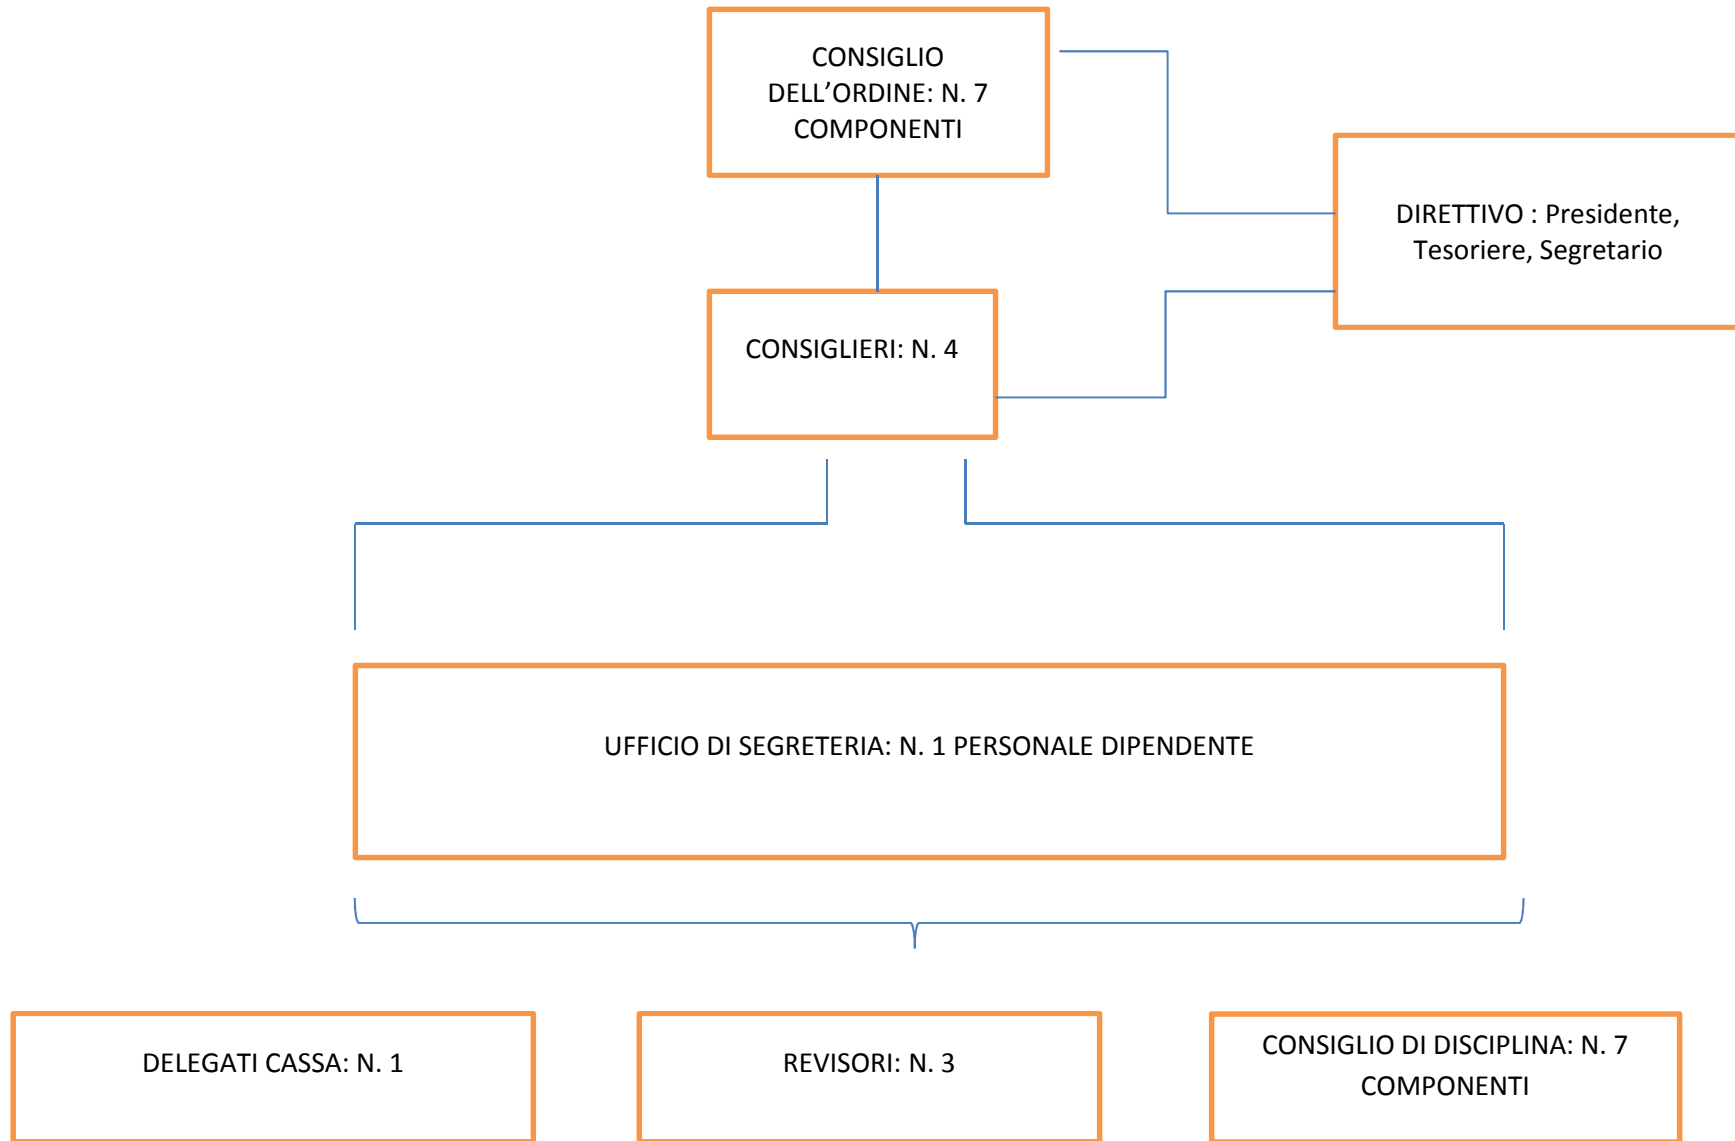 CONSIGLIO
DELL’ORDINE: N. 7
COMPONENTI
DIRETTIVO : Presidente,
Tesoriere, Segretario
CONSIGLIERI: N. 4
UFFICIO DI SEGRETERIA: N. 1 PERSONALE DIPENDENTE
DELEGATI CASSA: N. 1
REVISORI: N. 3
CONSIGLIO DI DISCIPLINA: N. 7
COMPONENTI